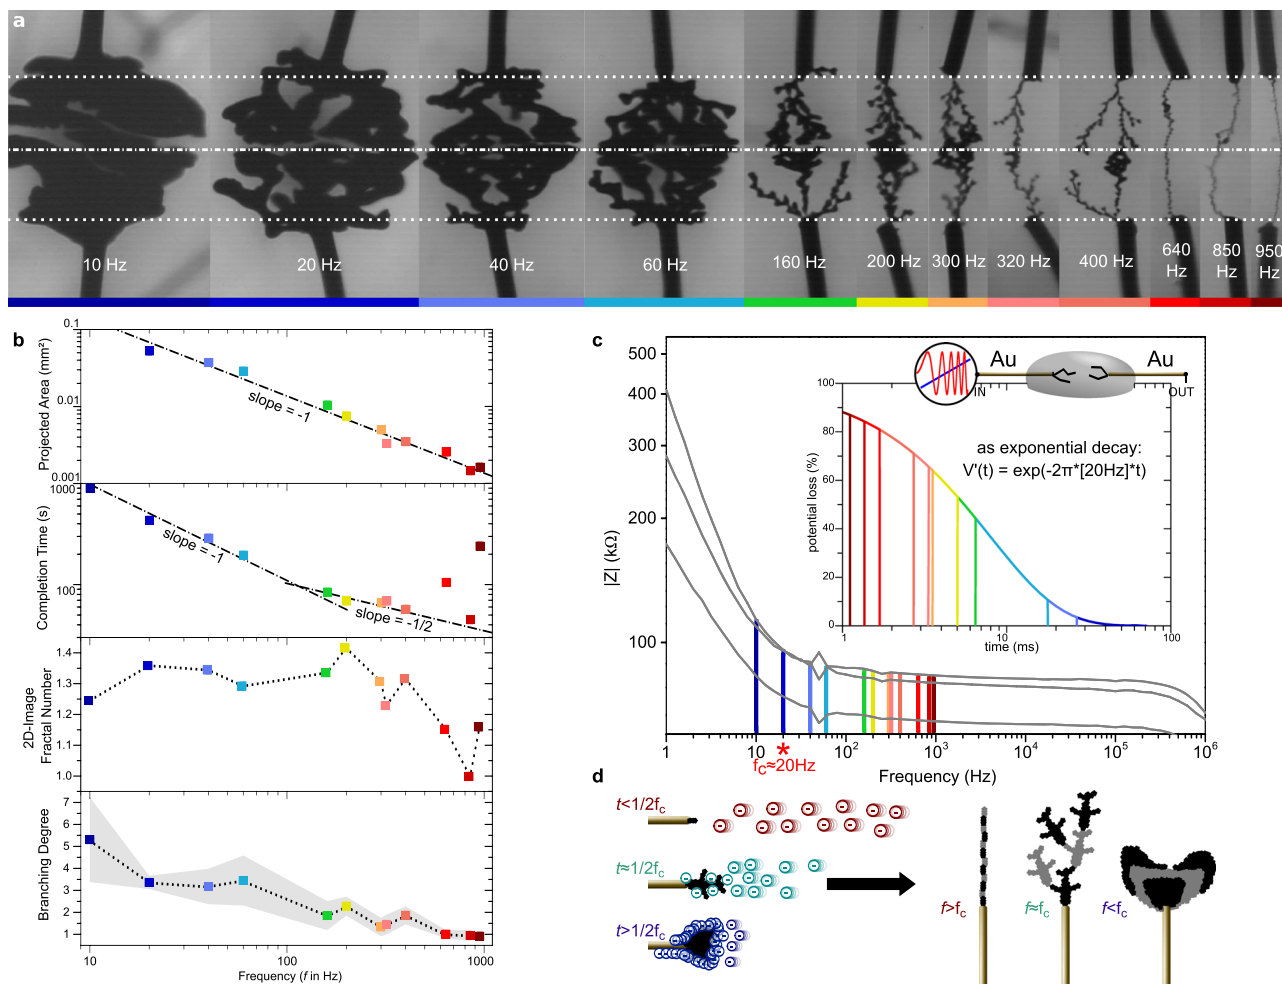 a
10 Hz
20 Hz
40 Hz
60 Hz
160 Hz
200 Hz
300 Hz
320 Hz
400 Hz
640
Hz
850
Hz
950
Hz
b
0.1
0.01
0.001
Projected Area (mm²)
slope = -1
1000
100
Completion Time (s)
slope = -1
slope = -1/2
1.4
1.3
1.2
1.1
1.0
2D-Image
Fractal Number
7
6
5
4
3
2
1
Branching Degree
10
100
1000
Frequency (f in Hz)
c
500
400
300
200
100
|Z| (kΩ)
1
10
10²
10³
10⁴
10⁵
10⁶
*
fC≈20Hz
Frequency (Hz)
Au
Au
IN
OUT
100
80
60
40
20
0
potential loss (%)
as exponential decay:
V'(t) = exp(-2π*[20Hz]*t)
1
10
100
time (ms)
d
t<1/2fc
t≈1/2fc
t>1/2fc
f>fc
f≈fc
f<fc